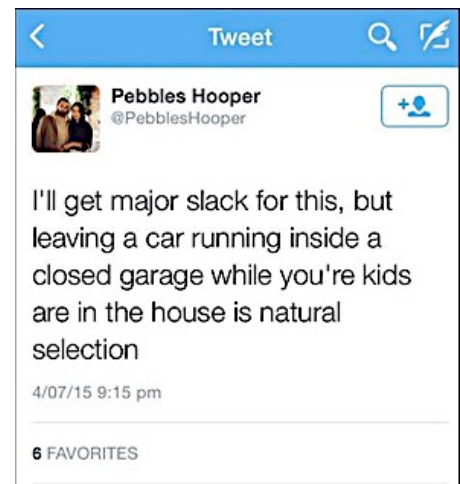 Tweet
Pebbles Hooper
@PebblesHooper
I'll get major slack for this, but
leaving a car running inside a
closed garage while you're kids
are in the house is natural
selection
4/07/15 9:15 pm
6 FAVORITES